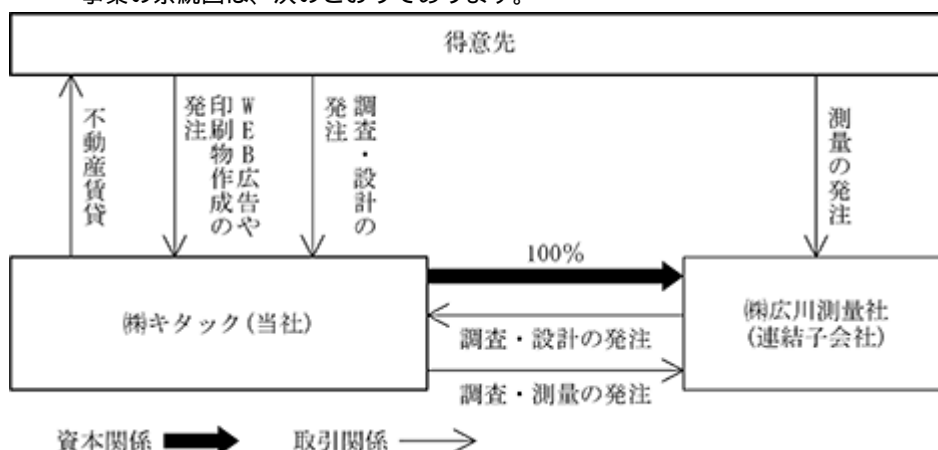 事業の系統図は、次のとおりであります。
得意先
不動産賃貸
WEB広告や
印刷物作成の
発注
調査・設計の
発注
測量の発注
100%
㈱キタック(当社)
㈱広川測量社
(連結子会社)
調査・設計の発注
調査・測量の発注
資本関係
取引関係